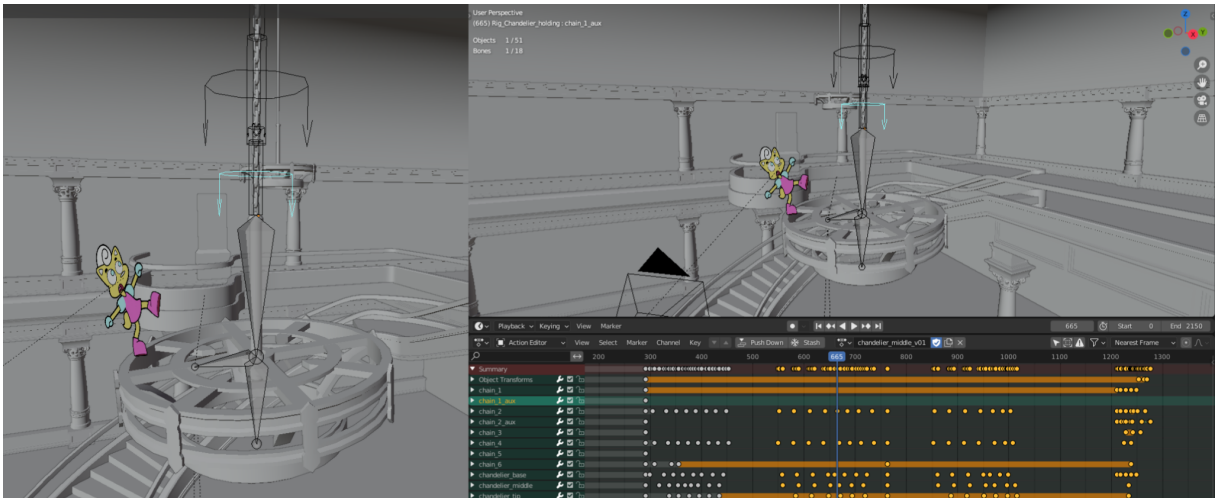 User Perspective
(665) Rig_Chandelier_holding : chain_1_aux
Objects 1/51
Bones 1/18
Z
Y
X
Playback Keying View Marker
665 Start 0 End 2150
Action Editor View Select Marker Channel Key Push Down Stash chandelier_middle_v01 Nearest Frame
200 300 400 500 600 665 700 800 900 1000 1100 1200 1300
Summary
Object Transforms
chain_1
chain_1_aux
chain_2
chain_2_aux
chain_3
chain_4
chain_5
chain_6
chandelier_base
chandelier_middle
chandelier_tip